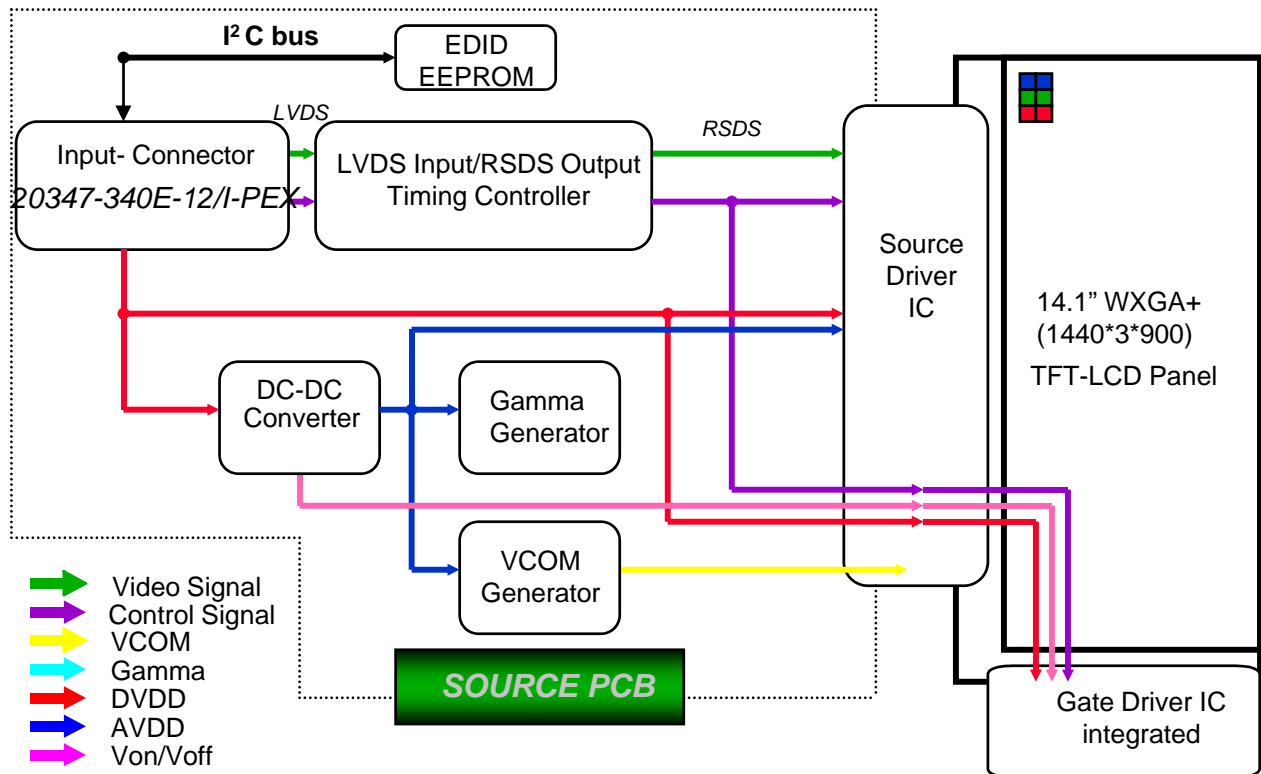 I² C bus
EDID
EEPROM
LVDS
RSDS
Input- Connector
20347-340E-12/I-PEX
LVDS Input/RSDS Output
Timing Controller
Source
Driver
IC
14.1” WXGA+
(1440*3*900)
TFT-LCD Panel
DC-DC
Converter
Gamma
Generator
VCOM
Generator
Video Signal
Control Signal
VCOM
Gamma
DVDD
AVDD
Von/Voff
SOURCE PCB
Gate Driver IC
integrated